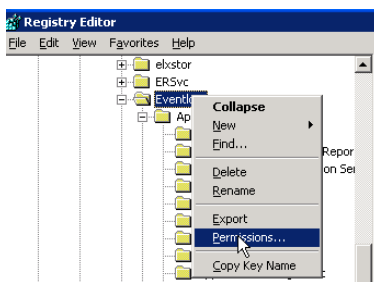 Registry Editor
File Edit View Favorites Help
elxstor
ERSvc
Eventlo
Ap
Collapse
New
Find...
Repor
Delete
on Ser
Rename
Export
Permissions...
Copy Key Name